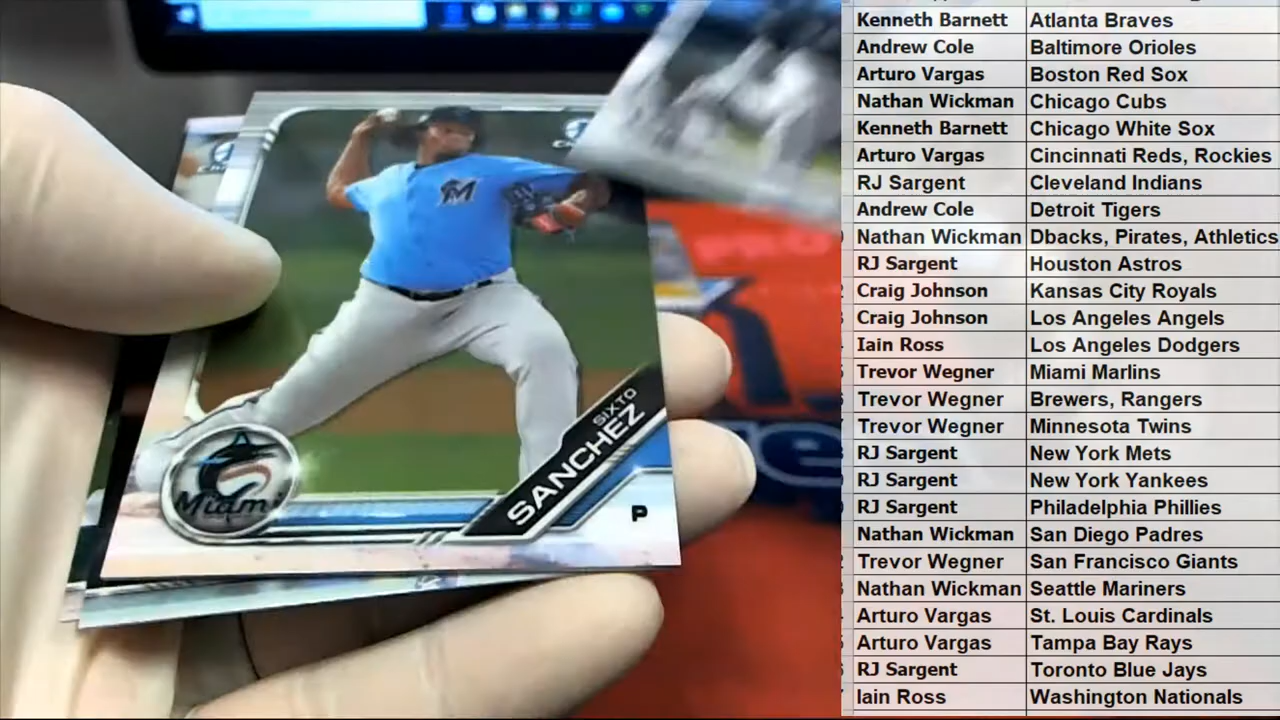 M
Miami
SIXTO
SANCHEZ
P
Kenneth Barnett Atlanta Braves
Andrew Cole Baltimore Orioles
Arturo Vargas Boston Red Sox
Nathan Wickman Chicago Cubs
Kenneth Barnett Chicago White Sox
Arturo Vargas Cincinnati Reds, Rockies
RJ Sargent Cleveland Indians
Andrew Cole Detroit Tigers
Nathan Wickman Dbacks, Pirates, Athletics
RJ Sargent Houston Astros
Craig Johnson Kansas City Royals
Craig Johnson Los Angeles Angels
Iain Ross Los Angeles Dodgers
Trevor Wegner Miami Marlins
Trevor Wegner Brewers, Rangers
Trevor Wegner Minnesota Twins
RJ Sargent New York Mets
RJ Sargent New York Yankees
RJ Sargent Philadelphia Phillies
Nathan Wickman San Diego Padres
Trevor Wegner San Francisco Giants
Nathan Wickman Seattle Mariners
Arturo Vargas St. Louis Cardinals
Arturo Vargas Tampa Bay Rays
RJ Sargent Toronto Blue Jays
Iain Ross Washington Nationals